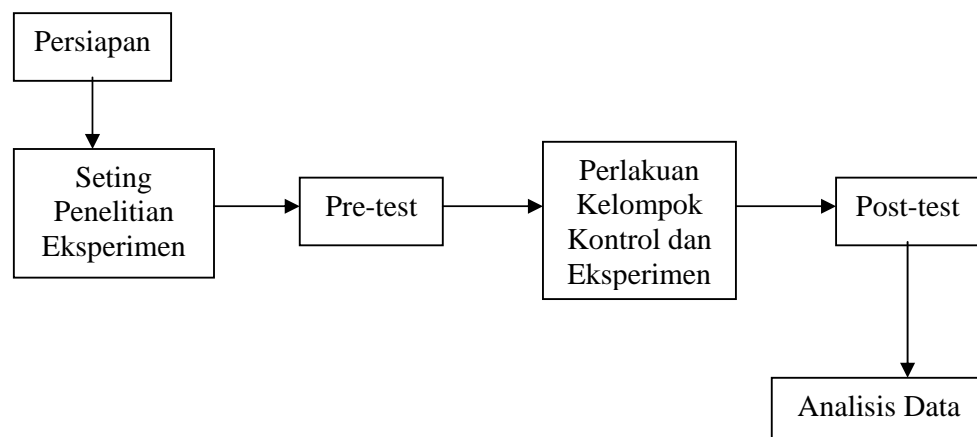 Persiapan
Seting
Penelitian
Eksperimen
Pre-test
Perlakuan
Kelompok
Kontrol dan
Eksperimen
Post-test
Analisis Data